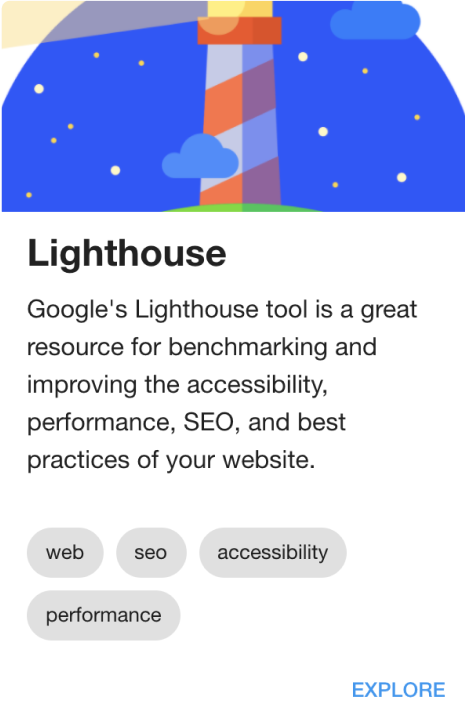 Lighthouse
Google's Lighthouse tool is a great
resource for benchmarking and
improving the accessibility,
performance, SEO, and best
practices of your website.
web seo accessibility
performance
EXPLORE